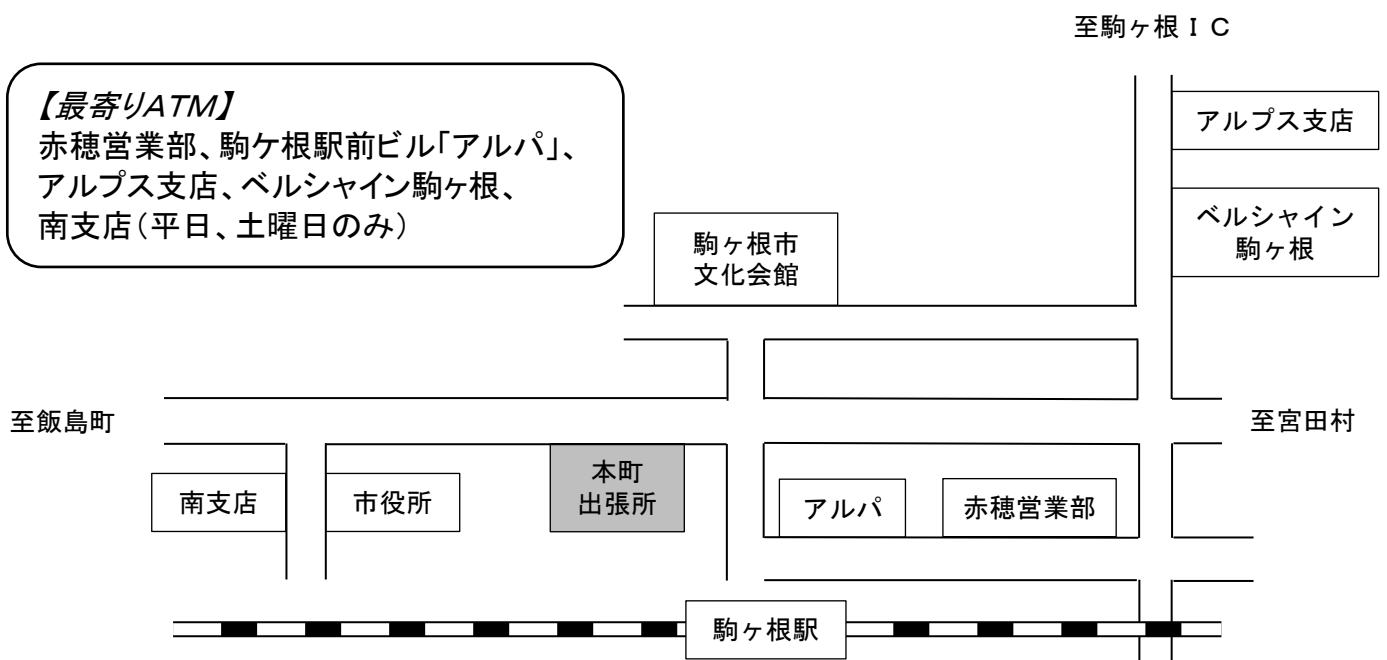 至駒ヶ根ＩＣ
【最寄りATM】
赤穂営業部、駒ケ根駅前ビル「アルパ」、
アルプス支店、ベルシャイン駒ヶ根、
南支店（平日、土曜日のみ）
アルプス支店
ベルシャイン
駒ヶ根
駒ヶ根市
文化会館
至飯島町
至宮田村
南支店
市役所
本町
出張所
アルパ
赤穂営業部
駒ヶ根駅